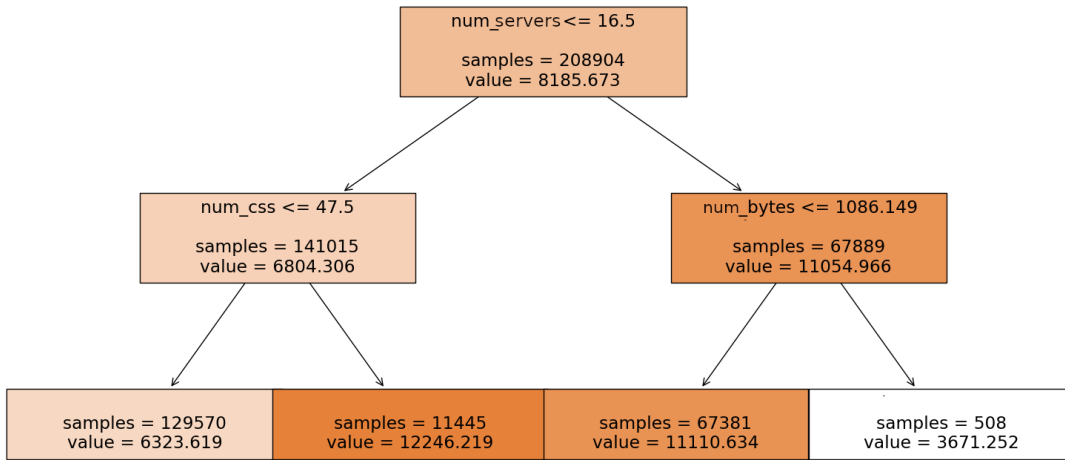 num_servers <= 16.5
samples = 208904
value = 8185.673
num_css <= 47.5
samples = 141015
value = 6804.306
num_bytes <= 1086.149
samples = 67889
value = 11054.966
samples = 129570
value = 6323.619
samples = 11445
value = 12246.219
samples = 67381
value = 11110.634
samples = 508
value = 3671.252